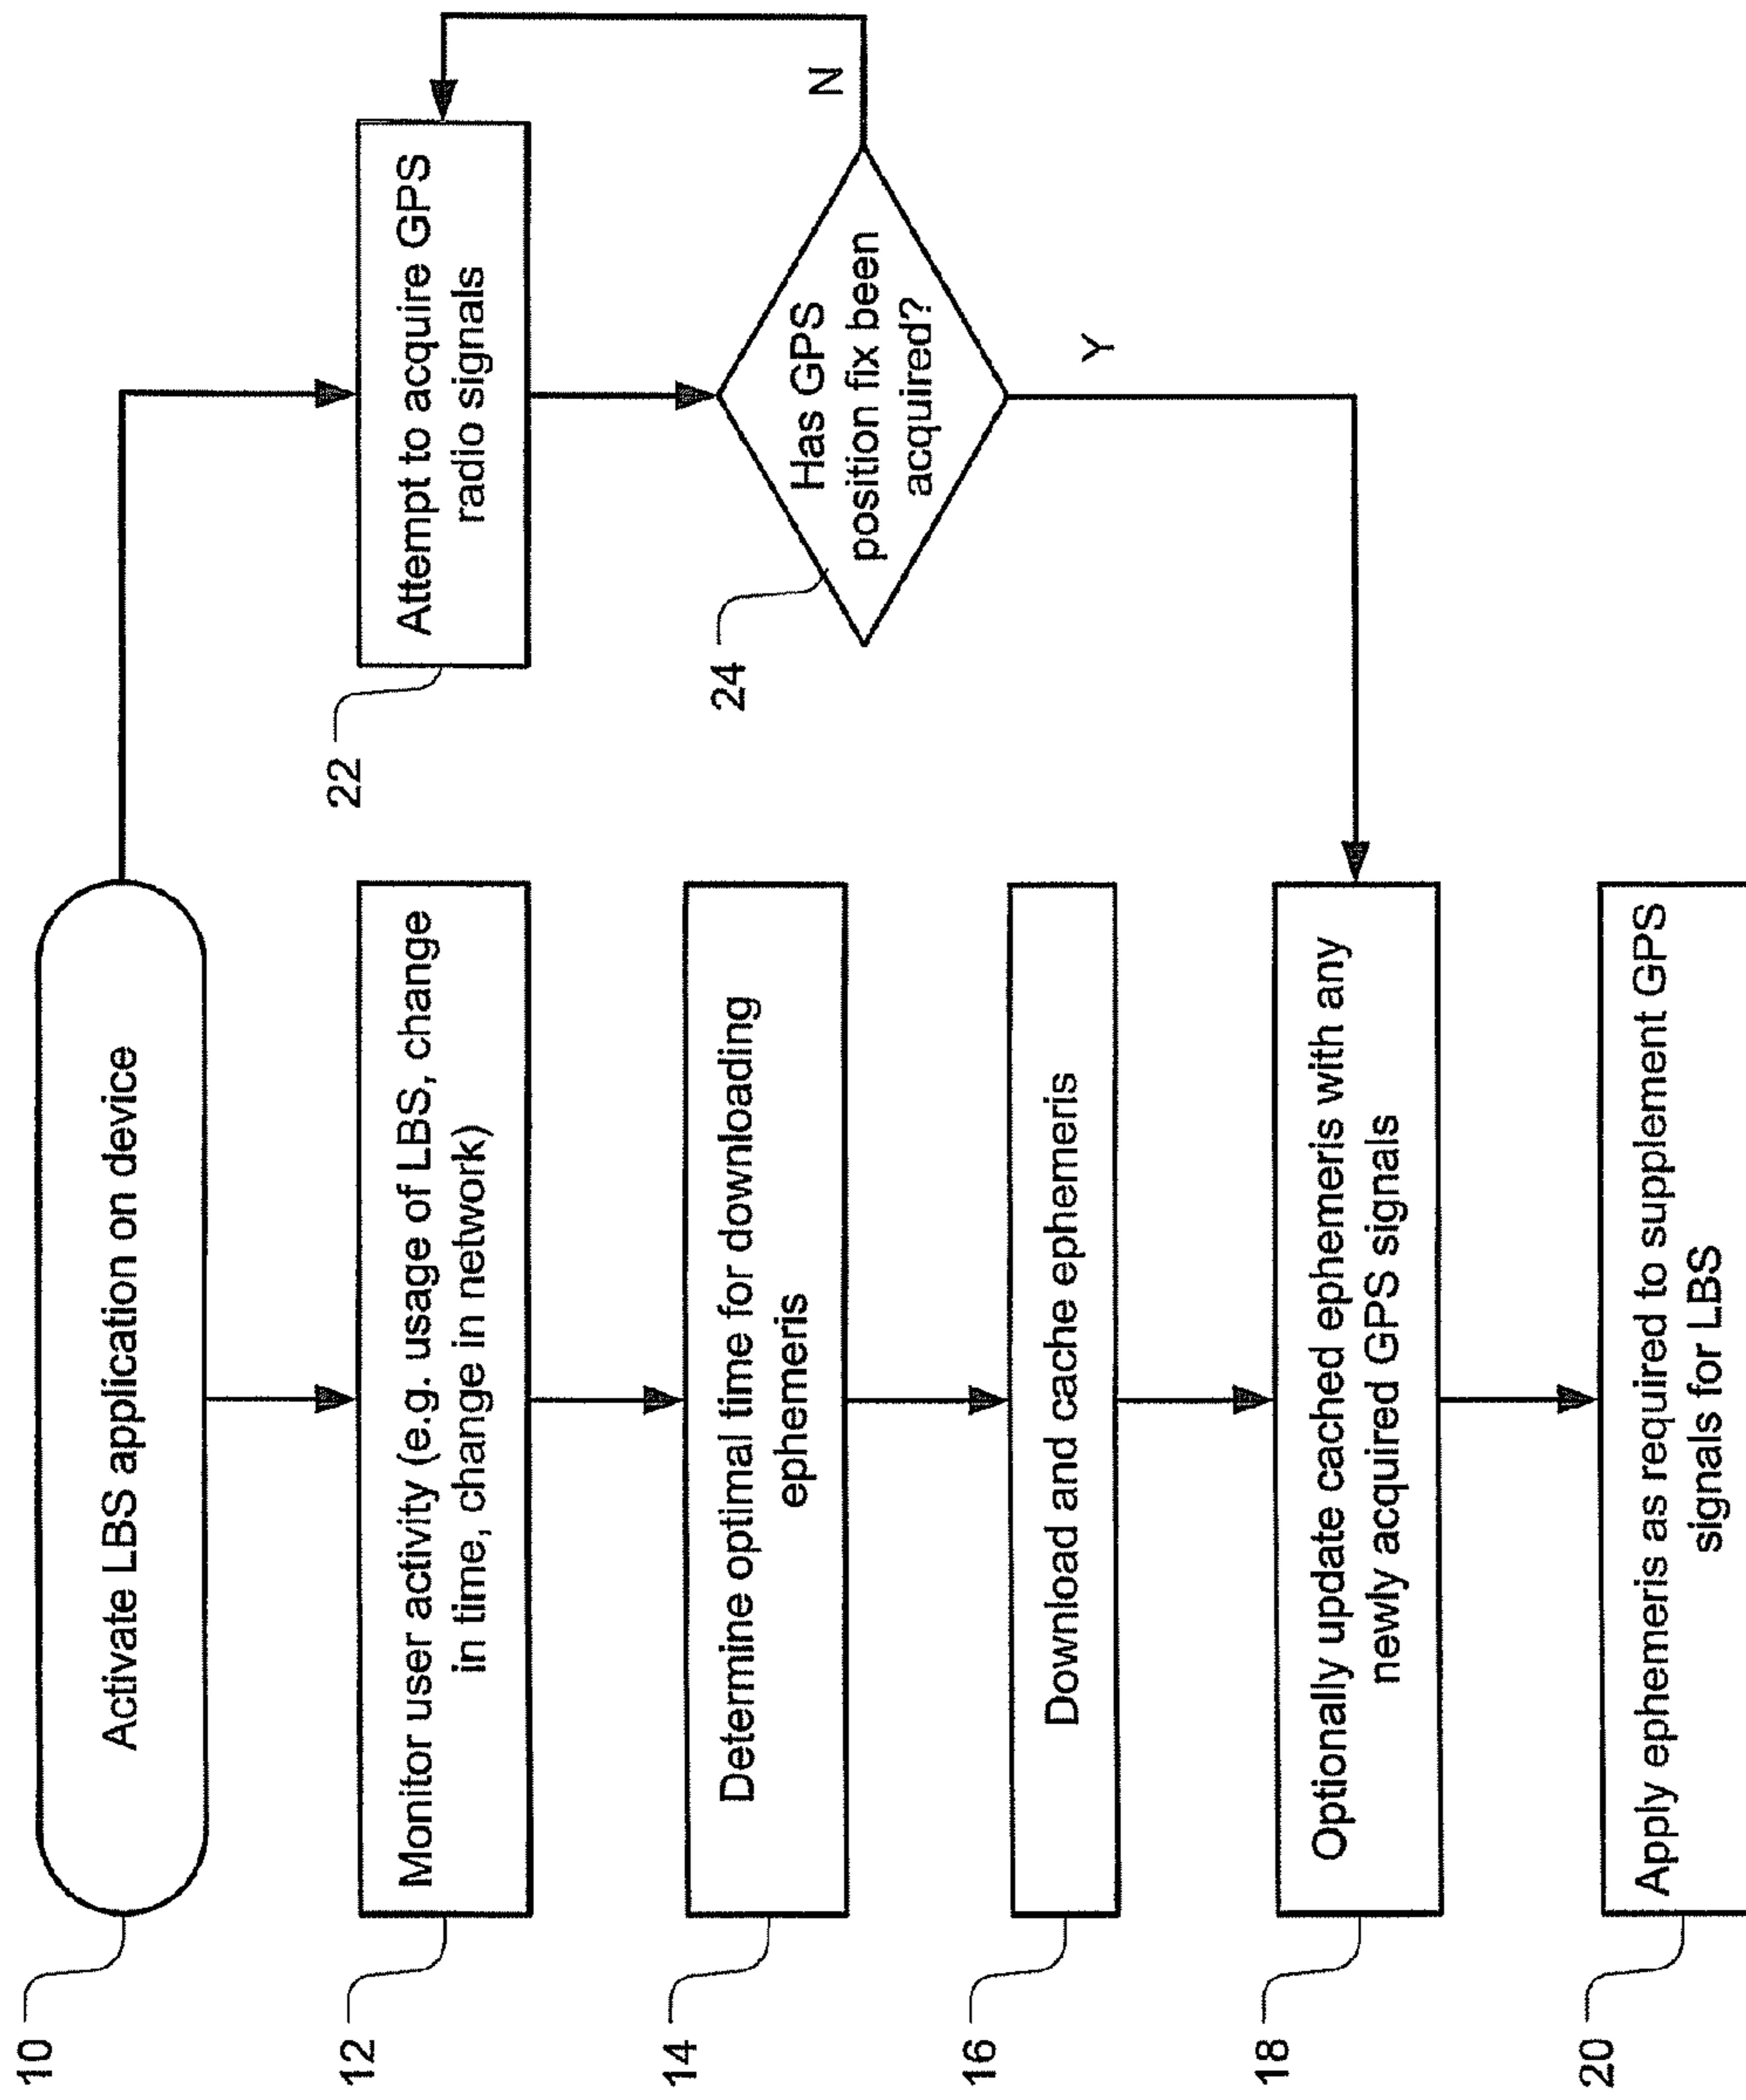 10
Activate LBS application on device
12
Monitor user activity (e.g. usage of LBS, change
in time, change in network)
14
Determine optimal time for downloading
ephemeris
16
Download and cache ephemeris
18
Optionally update cached ephemeris with any
newly acquired GPS signals
20
Apply ephemeris as required to supplement GPS
signals for LBS
22
Attempt to acquire GPS
radio signals
24
Has GPS
position fix been
acquired?
N
Y